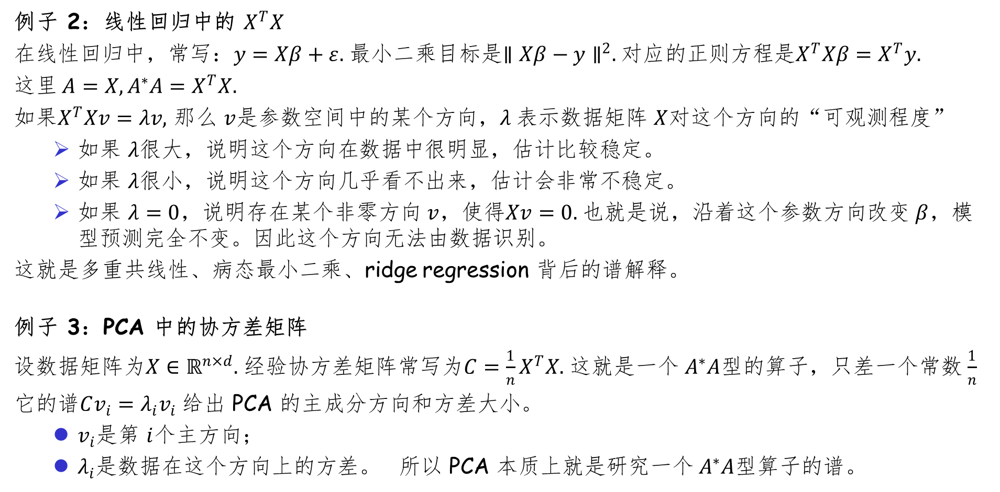 例子 2：线性回归中的 $X^TX$
在线性回归中，常写：$y = X\beta + \varepsilon$. 最小二乘目标是$\| X\beta - y \|^2$. 对应的正则方程是$X^TX\beta = X^Ty$.
这里 $A = X, A^*A = X^TX$.
如果$X^TXv = \lambda v$, 那么 $v$是参数空间中的某个方向，$\lambda$ 表示数据矩阵 $X$对这个方向的“可观测程度”
➢ 如果 $\lambda$很大，说明这个方向在数据中很明显，估计比较稳定。
➢ 如果 $\lambda$很小，说明这个方向几乎看不出来，估计会非常不稳定。
➢ 如果 $\lambda = 0$，说明存在某个非零方向 $v$，使得$Xv = 0$. 也就是说，沿着这个参数方向改变 $\beta$，模
型预测完全不变。因此这个方向无法由数据识别。
这就是多重共线性、病态最小二乘、ridge regression 背后的谱解释。
例子 3：PCA 中的协方差矩阵
设数据矩阵为$X \in \mathbb{R}^{n \times d}$. 经验协方差矩阵常写为$C = \frac{1}{n}X^TX$. 这就是一个 $A^*A$型的算子，只差一个常数$\frac{1}{n}$
它的谱$Cv_i = \lambda_i v_i$ 给出 PCA 的主成分方向和方差大小。
● $v_i$是第 $i$个主方向；
● $\lambda_i$是数据在这个方向上的方差。 所以 PCA 本质上就是研究一个 $A^*A$型算子的谱。